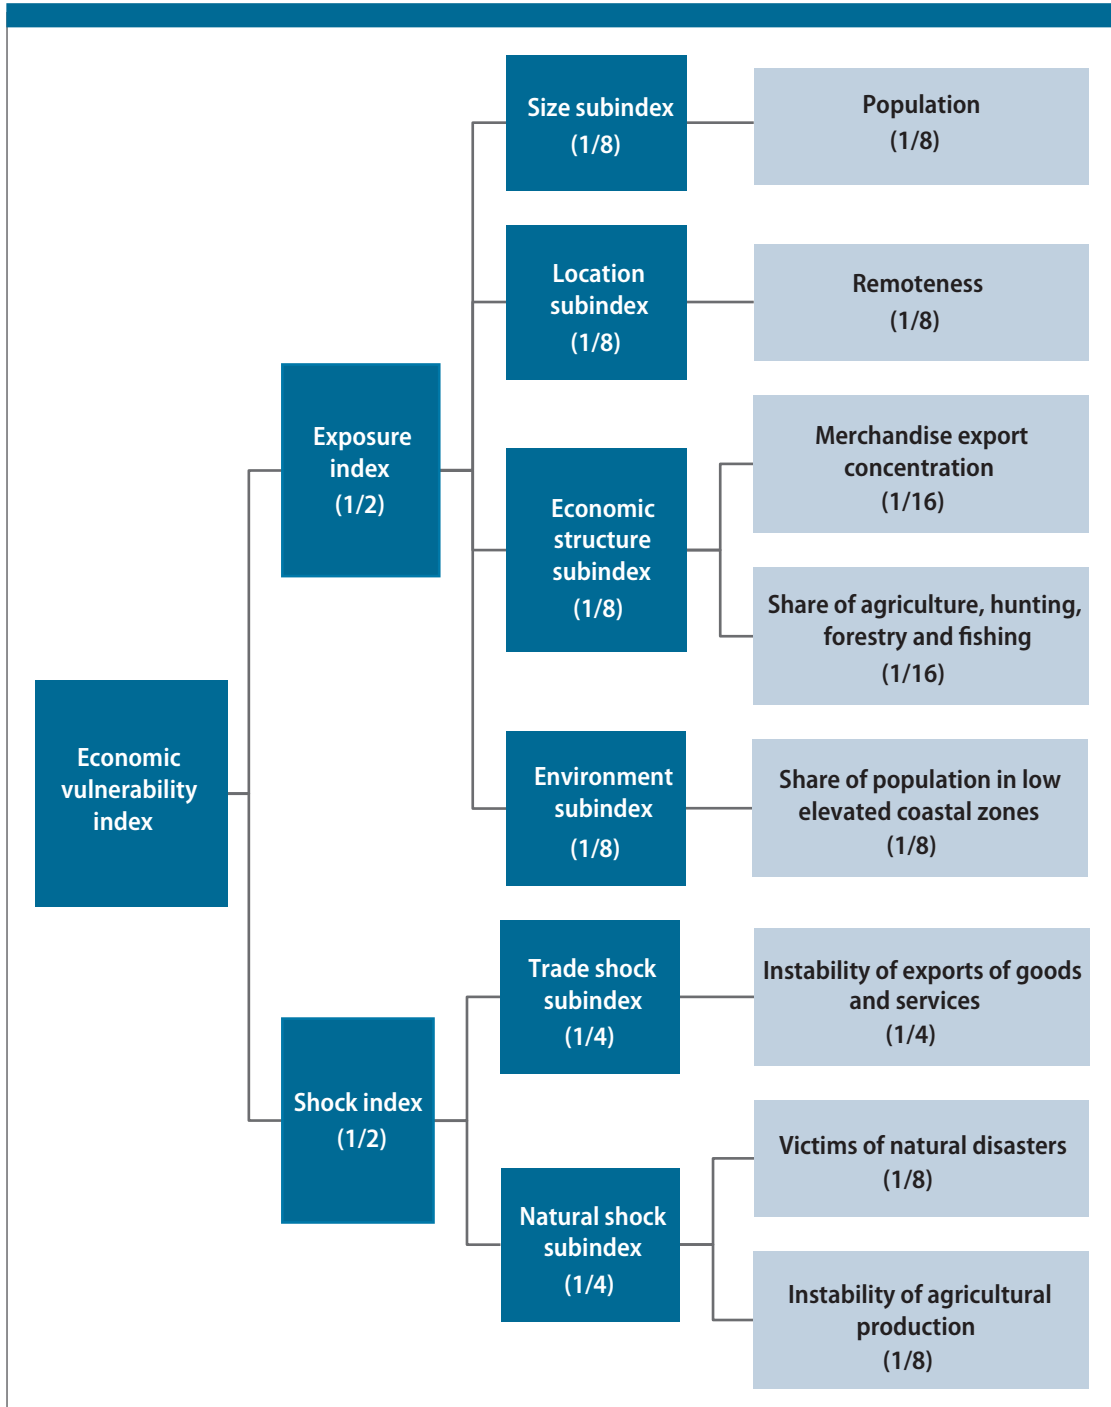 Economic
vulnerability
index
Exposure
index
(1/2)
Size subindex
(1/8)
Population
(1/8)
Location
subindex
(1/8)
Remoteness
(1/8)
Economic
structure
subindex
(1/8)
Merchandise export
concentration
(1/16)
Share of agriculture, hunting,
forestry and fishing
(1/16)
Environment
subindex
(1/8)
Share of population in low
elevated coastal zones
(1/8)
Shock index
(1/2)
Trade shock
subindex
(1/4)
Instability of exports of goods
and services
(1/4)
Natural shock
subindex
(1/4)
Victims of natural disasters
(1/8)
Instability of agricultural
production
(1/8)